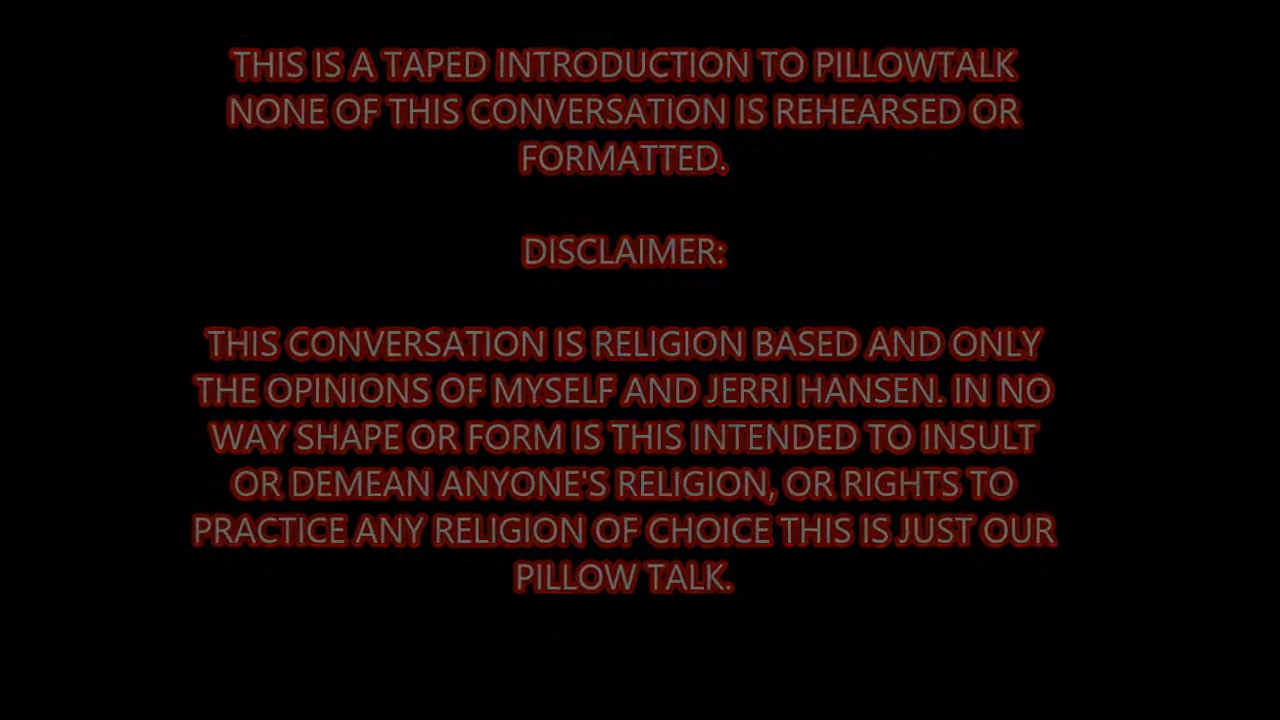 THIS IS A TAPED INTRODUCTION TO PILLOWTALK
NONE OF THIS CONVERSATION IS REHEARSED OR
FORMATTED.
DISCLAIMER:
THIS CONVERSATION IS RELIGION BASED AND ONLY
THE OPINIONS OF MYSELF AND JERRI HANSEN. IN NO
WAY SHAPE OR FORM IS THIS INTENDED TO INSULT
OR DEMEAN ANYONE'S RELIGION, OR RIGHTS TO
PRACTICE ANY RELIGION OF CHOICE THIS IS JUST OUR
PILLOW TALK.